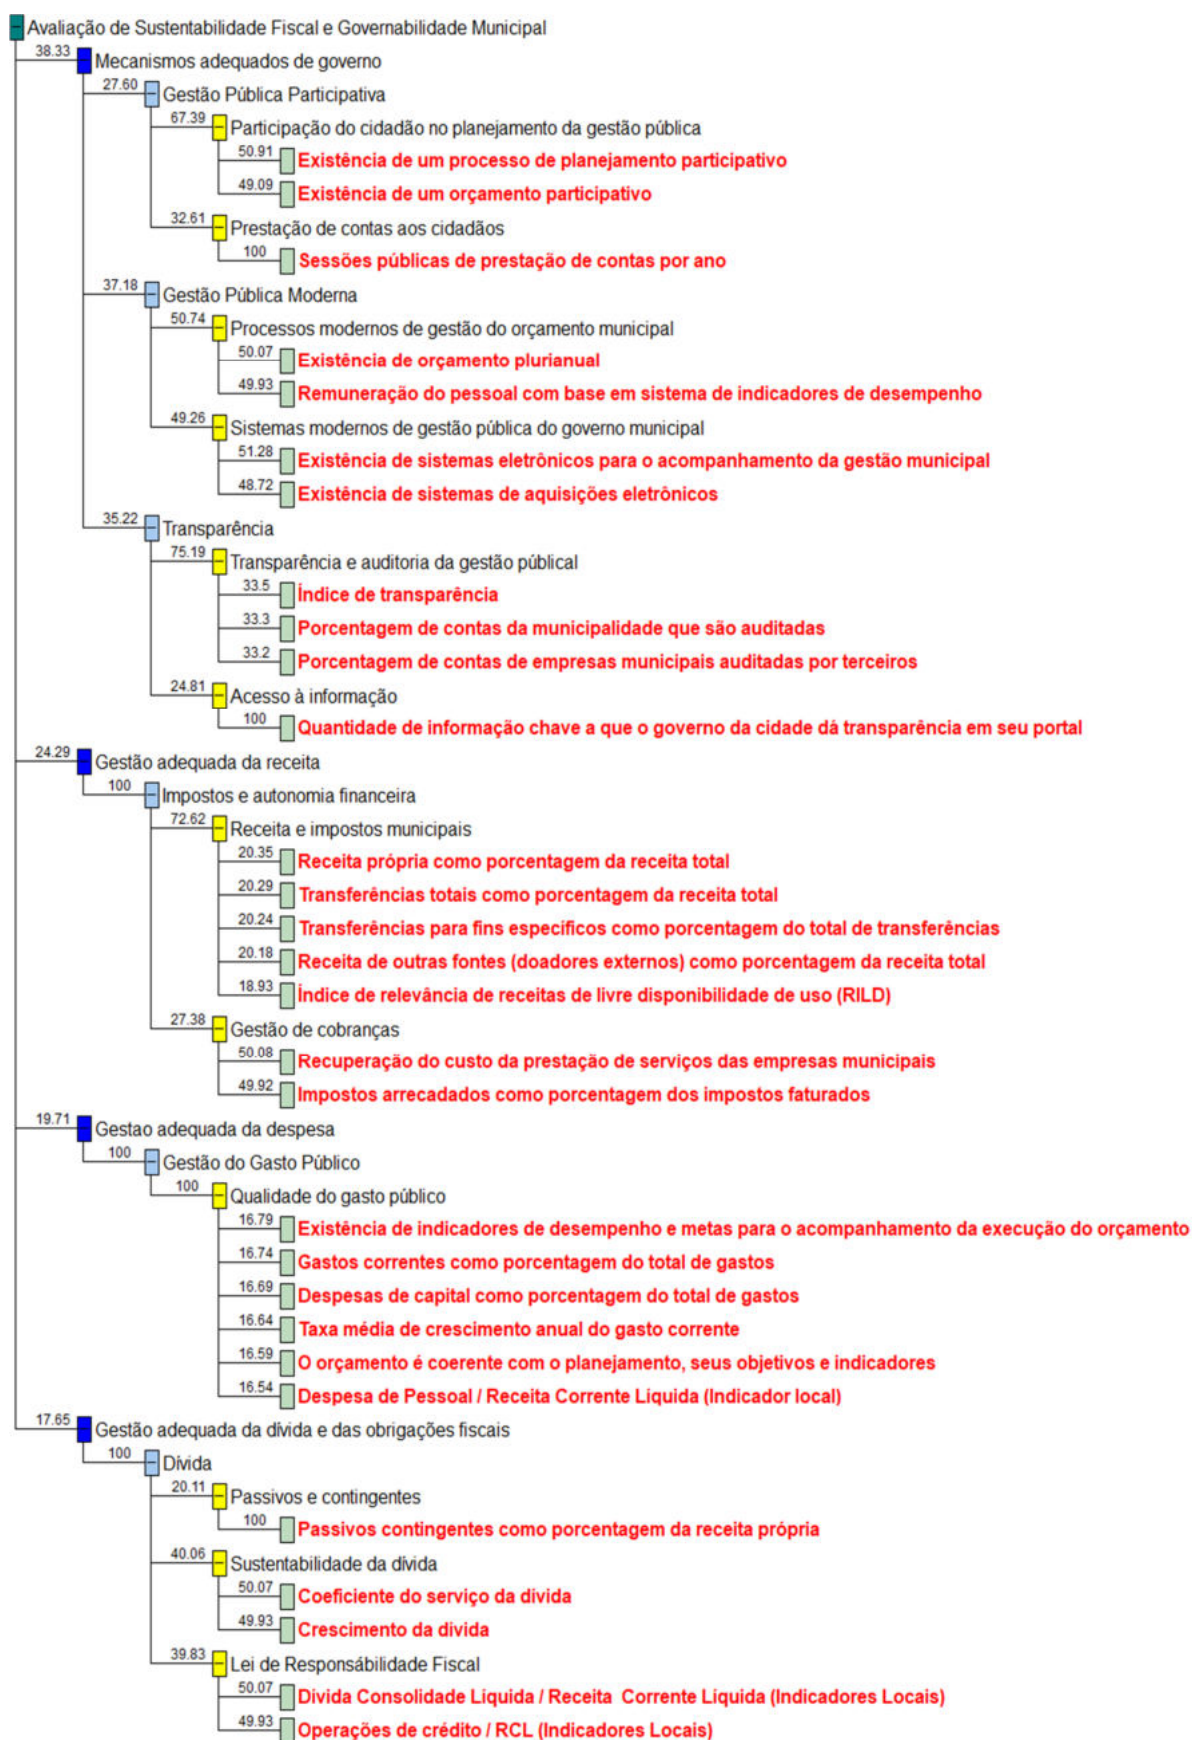 Avaliação de Sustentabilidade Fiscal e Governabilidade Municipal
38.33 Mecanismos adequados de governo
27.60 Gestão Pública Participativa
67.39 Participação do cidadão no planejamento da gestão pública
50.91 Existência de um processo de planejamento participativo
49.09 Existência de um orçamento participativo
32.61 Prestação de contas aos cidadãos
100 Sessões públicas de prestação de contas por ano
37.18 Gestão Pública Moderna
50.74 Processos modernos de gestão do orçamento municipal
50.07 Existência de orçamento plurianual
49.93 Remuneração do pessoal com base em sistema de indicadores de desempenho
49.26 Sistemas modernos de gestão pública do governo municipal
51.28 Existência de sistemas eletrônicos para o acompanhamento da gestão municipal
48.72 Existência de sistemas de aquisições eletrônicos
35.22 Transparência
75.19 Transparência e auditoria da gestão públical
33.5 Índice de transparência
33.3 Porcentagem de contas da municipalidade que são auditadas
33.2 Porcentagem de contas de empresas municipais auditadas por terceiros
24.81 Acesso à informação
100 Quantidade de informação chave a que o governo da cidade dá transparência em seu portal
24.29 Gestão adequada da receita
100 Impostos e autonomia financeira
72.62 Receita e impostos municipais
20.35 Receita própria como porcentagem da receita total
20.29 Transferências totais como porcentagem da receita total
20.24 Transferências para fins específicos como porcentagem do total de transferências
20.18 Receita de outras fontes (doadores externos) como porcentagem da receita total
18.93 Índice de relevância de receitas de livre disponibilidade de uso (RILD)
27.38 Gestão de cobranças
50.08 Recuperação do custo da prestação de serviços das empresas municipais
49.92 Impostos arrecadados como porcentagem dos impostos faturados
19.71 Gestao adequada da despesa
100 Gestão do Gasto Público
100 Qualidade do gasto público
16.79 Existência de indicadores de desempenho e metas para o acompanhamento da execução do orçamento
16.74 Gastos correntes como porcentagem do total de gastos
16.69 Despesas de capital como porcentagem do total de gastos
16.64 Taxa média de crescimento anual do gasto corrente
16.59 O orçamento é coerente com o planejamento, seus objetivos e indicadores
16.54 Despesa de Pessoal / Receita Corrente Liquida (Indicador local)
17.65 Gestão adequada da dívida e das obrigações fiscais
100 Dívida
20.11 Passivos e contingentes
100 Passivos contingentes como porcentagem da receita própria
40.06 Sustentabilidade da dívida
50.07 Coeficiente do serviço da divida
49.93 Crescimento da divida
39.83 Lei de Responsábilidade Fiscal
50.07 Divida Consolidade Liquida / Receita Corrente Liquida (Indicadores Locais)
49.93 Operações de crédito / RCL (Indicadores Locais)